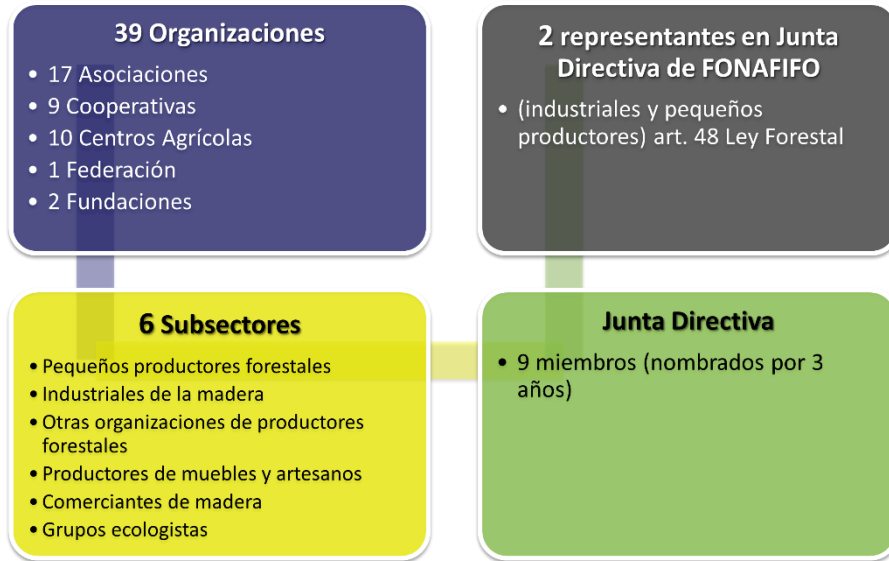 39 Organizaciones
• 17 Asociaciones
• 9 Cooperativas
• 10 Centros Agrícolas
• 1 Federación
• 2 Fundaciones
2 representantes en Junta
Directiva de FONAFIFO
• (industriales y pequeños
productores) art. 48 Ley Forestal
6 Subsectores
• Pequeños productores forestales
• Industriales de la madera
• Otras organizaciones de productores
forestales
• Productores de muebles y artesanos
• Comerciantes de madera
• Grupos ecologistas
Junta Directiva
• 9 miembros (nombrados por 3
años)